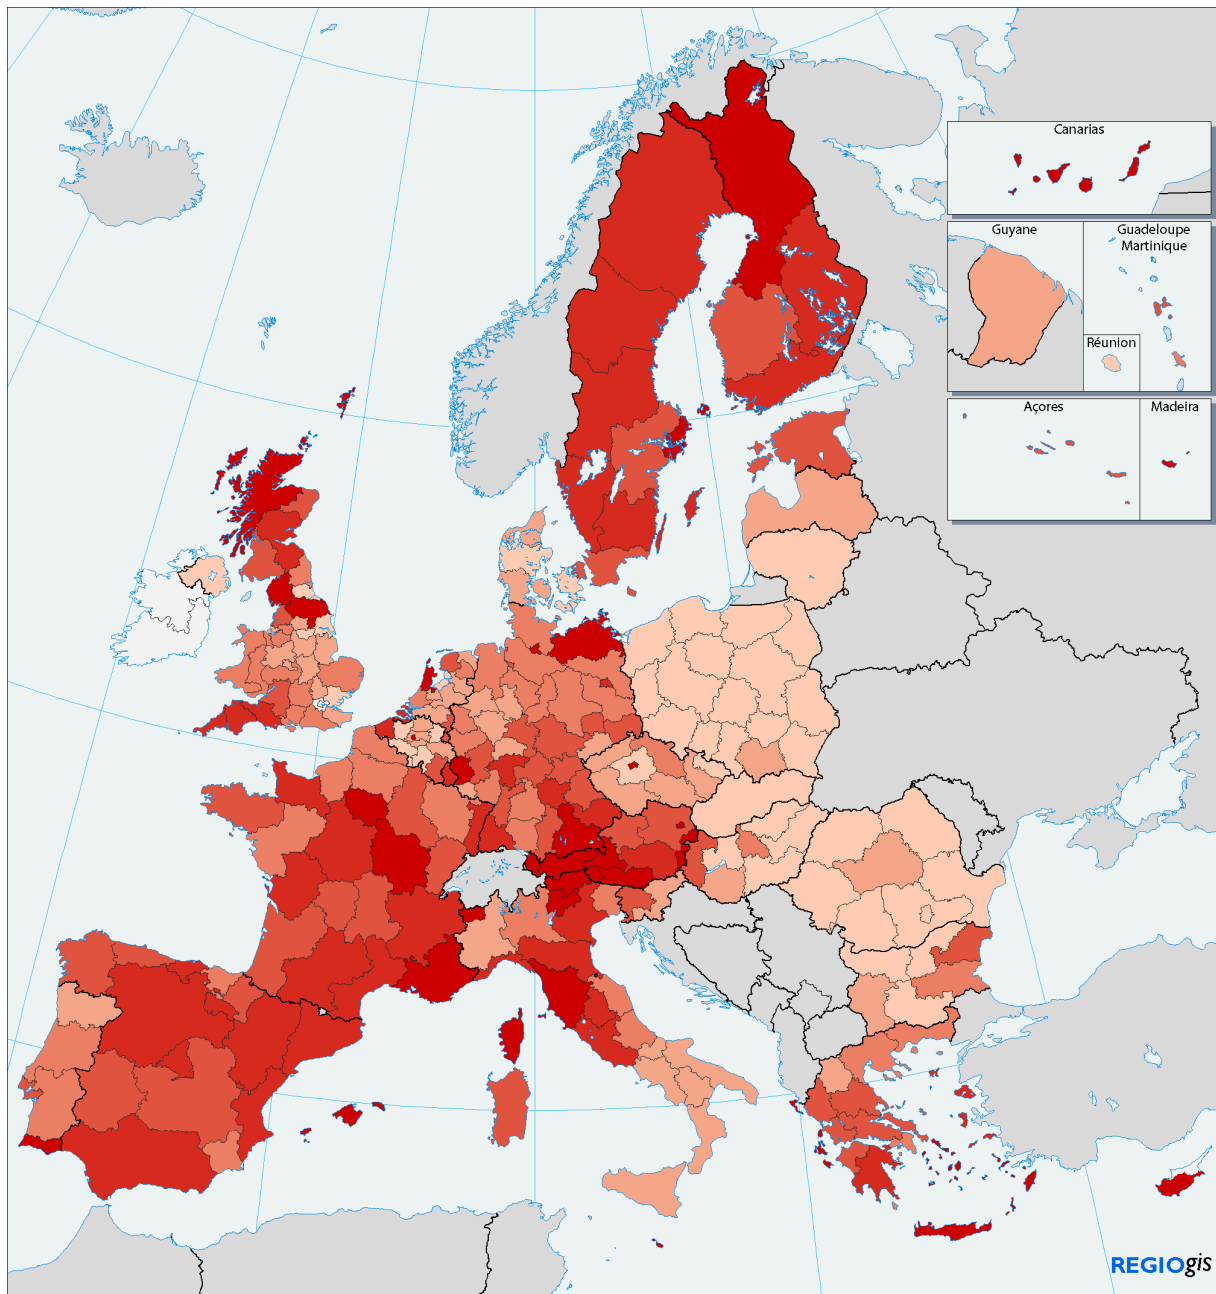 Canarias
Guyane
Guadeloupe
Martinique
Réunion
Açores
Madeira
REGIOgis